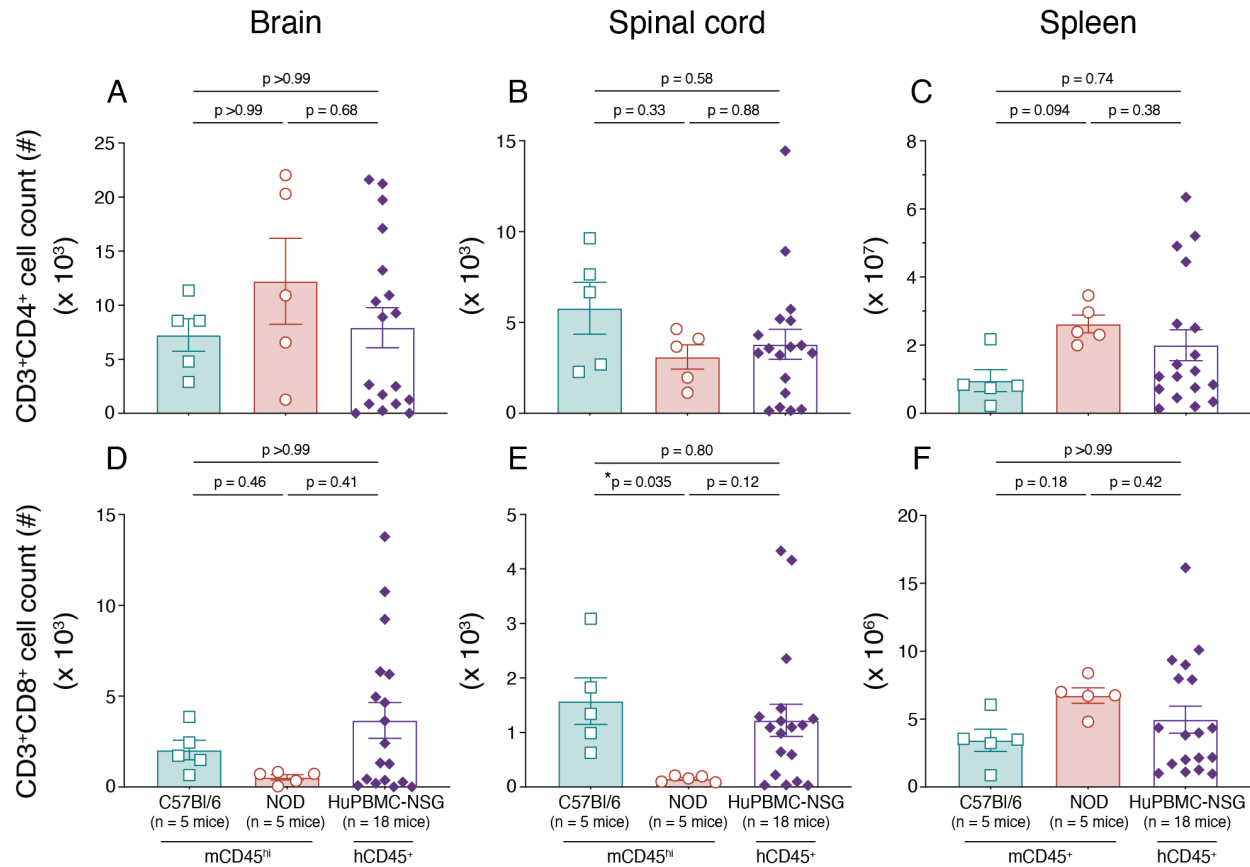 Brain
Spinal cord
Spleen
A
p >0.99
p >0.99
p = 0.68
CD3⁺CD4⁺ cell count (#)
(x 10³)
25
20
15
10
5
0
B
p = 0.58
p = 0.33
p = 0.88
(x 10³)
15
10
5
0
C
p = 0.74
p = 0.094
p = 0.38
(x 10⁷)
8
6
4
2
0
D
p >0.99
p = 0.46
p = 0.41
CD3⁺CD8⁺ cell count (#)
(x 10³)
15
10
5
0
C57Bl/6
(n = 5 mice)
NOD
(n = 5 mice)
HuPBMC-NSG
(n = 18 mice)
mCD45ʰⁱ
hCD45⁺
E
p = 0.80
*p = 0.035
p = 0.12
(x 10³)
5
4
3
2
1
0
C57Bl/6
(n = 5 mice)
NOD
(n = 5 mice)
HuPBMC-NSG
(n = 18 mice)
mCD45ʰⁱ
hCD45⁺
F
p >0.99
p = 0.18
p = 0.42
(x 10⁶)
20
15
10
5
0
C57Bl/6
(n = 5 mice)
NOD
(n = 5 mice)
HuPBMC-NSG
(n = 18 mice)
mCD45⁺
hCD45⁺